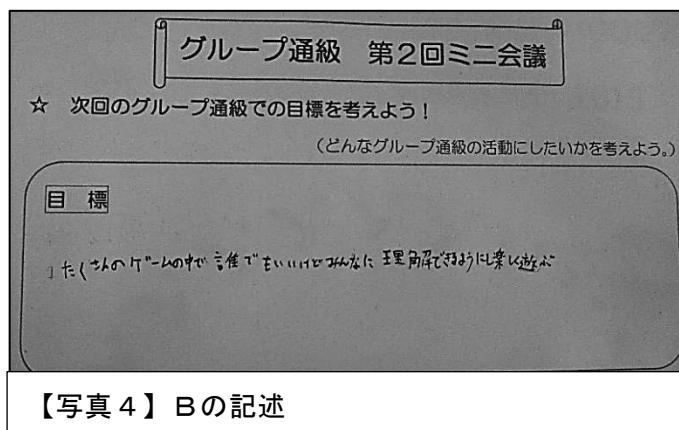 グループ通級 第2回ミニ会議
☆ 次回のグループ通級での目標を考えよう！
（どんなグループ通級の活動にしたいかを考えよう。）
目 標
たくさんのゲームの中で 誰でもいいけどみんなに 理解できるようにし楽しく遊ぶ
【写真４】Ｂの記述